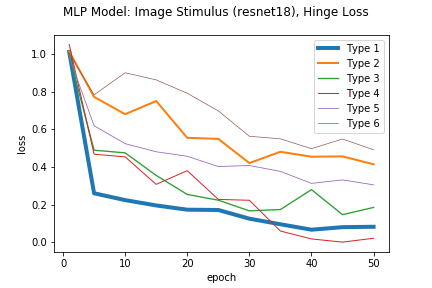 MLP Model: Image Stimulus (resnet18), Hinge Loss
1.0
0.8
0.6
0.4
0.2
0.0
loss
0
10
20
30
40
50
epoch
Type 1
Type 2
Type 3
Type 4
Type 5
Type 6